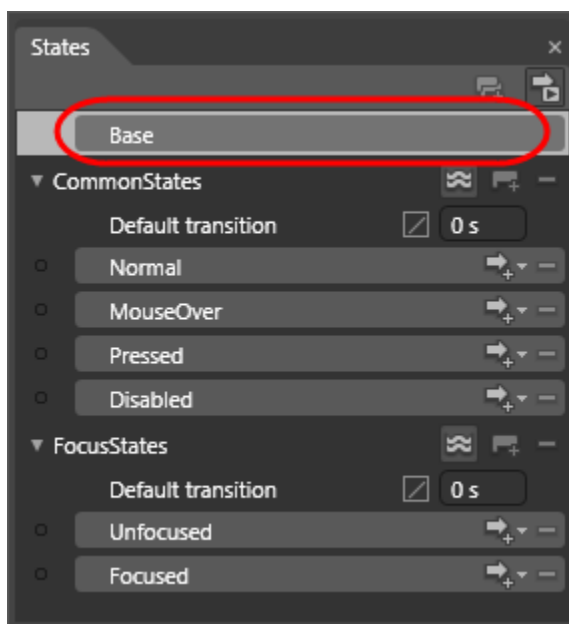 States
Base
CommonStates
Default transition 0 s
Normal
MouseOver
Pressed
Disabled
FocusStates
Default transition 0 s
Unfocused
Focused